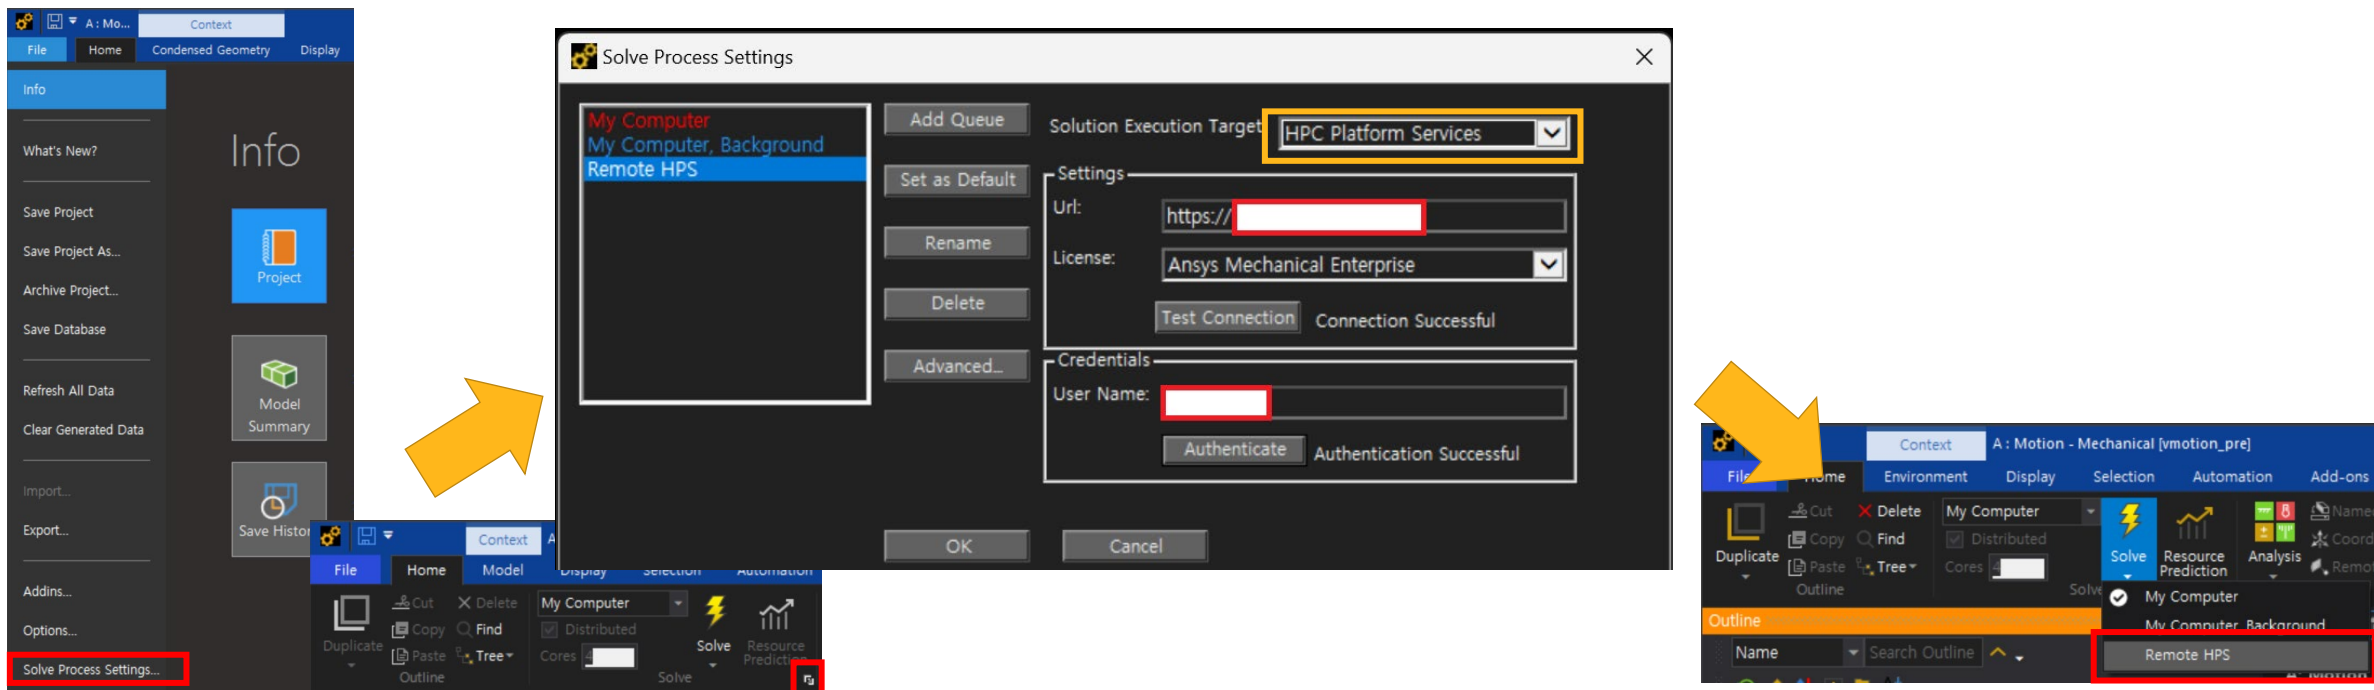 A : Mo...
Context
File
Home
Condensed Geometry
Display
Info
What's New?
Save Project
Save Project As...
Archive Project...
Save Database
Refresh All Data
Clear Generated Data
Import...
Export...
Addins...
Options...
Solve Process Settings...
Info
Project
Model
Summary
Save Histor
Context
A
File
Home
Model
Display
Selection
Automation
Duplicate
Cut
Copy
Paste
Outline
Delete
Find
Tree
My Computer
Distributed
Cores
Solve
Resource
Prediction
Solve
Solve Process Settings
My Computer
My Computer, Background
Remote HPS
Add Queue
Set as Default
Rename
Delete
Advanced...
Solution Execution Target
HPC Platform Services
Settings
Url:
https://
License:
Ansys Mechanical Enterprise
Test Connection
Connection Successful
Credentials
User Name:
Authenticate
Authentication Successful
OK
Cancel
Context
A : Motion - Mechanical [vmotion_pre]
File
Home
Environment
Display
Selection
Automation
Add-ons
Duplicate
Cut
Copy
Paste
Outline
Delete
Find
Tree
My Computer
Distributed
Cores
Solve
Solve
Resource
Prediction
Analysis
Name
Coord
Remo
My Computer
My Computer, Background
Remote HPS
Outline
Name
Search Outline